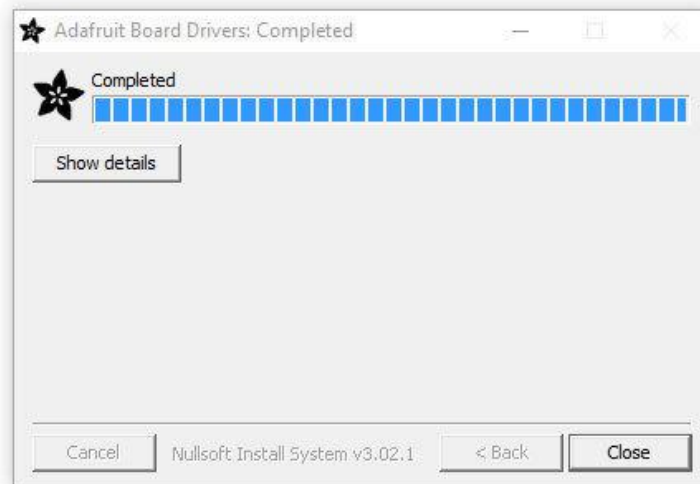 Adafruit Board Drivers: Completed
Completed
Show details
Cancel Nullsoft Install System v3.02.1 < Back Close